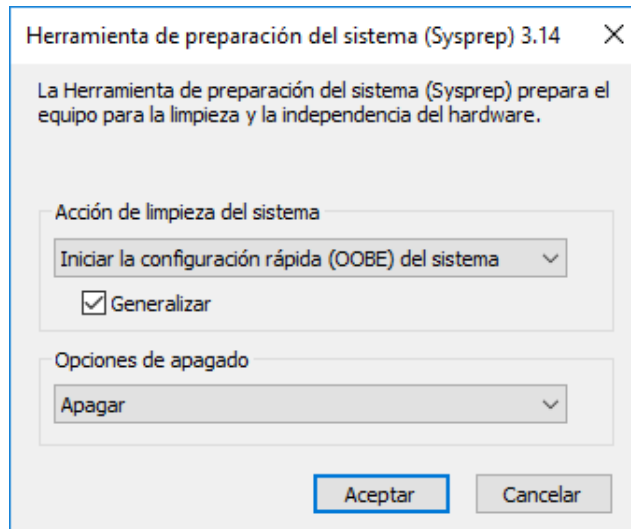 Herramienta de preparación del sistema (Sysprep) 3.14
La Herramienta de preparación del sistema (Sysprep) prepara el
equipo para la limpieza y la independencia del hardware.
Acción de limpieza del sistema
Iniciar la configuración rápida (OOBE) del sistema
Generalizar
Opciones de apagado
Apagar
Aceptar
Cancelar